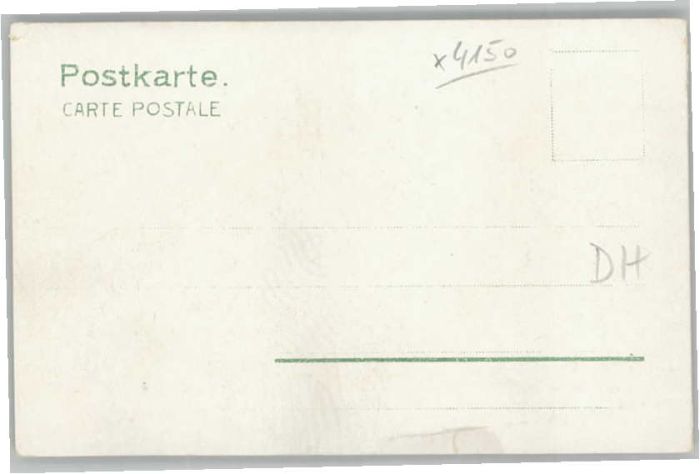 Postkarte.
CARTE POSTALE
x4150
DH